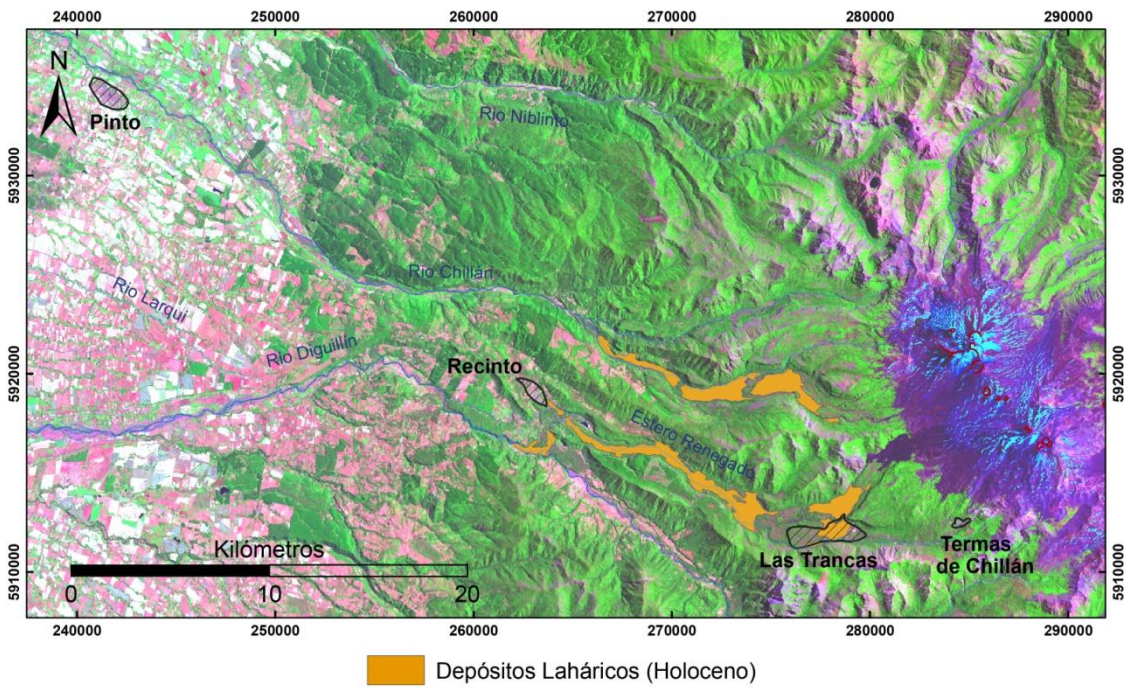 240000 250000 260000 270000 280000 290000
N
Pinto
Rio Niblinto
5930000
5930000
Rio Chillán
Rio Larqui
Rio Diguillín
Recinto
5920000
5920000
Estero Renegado
Kilómetros
Las Trancas
Termas
de Chillán
5910000
5910000
0 10 20
240000 250000 260000 270000 280000 290000
Depósitos Laháricos (Holoceno)